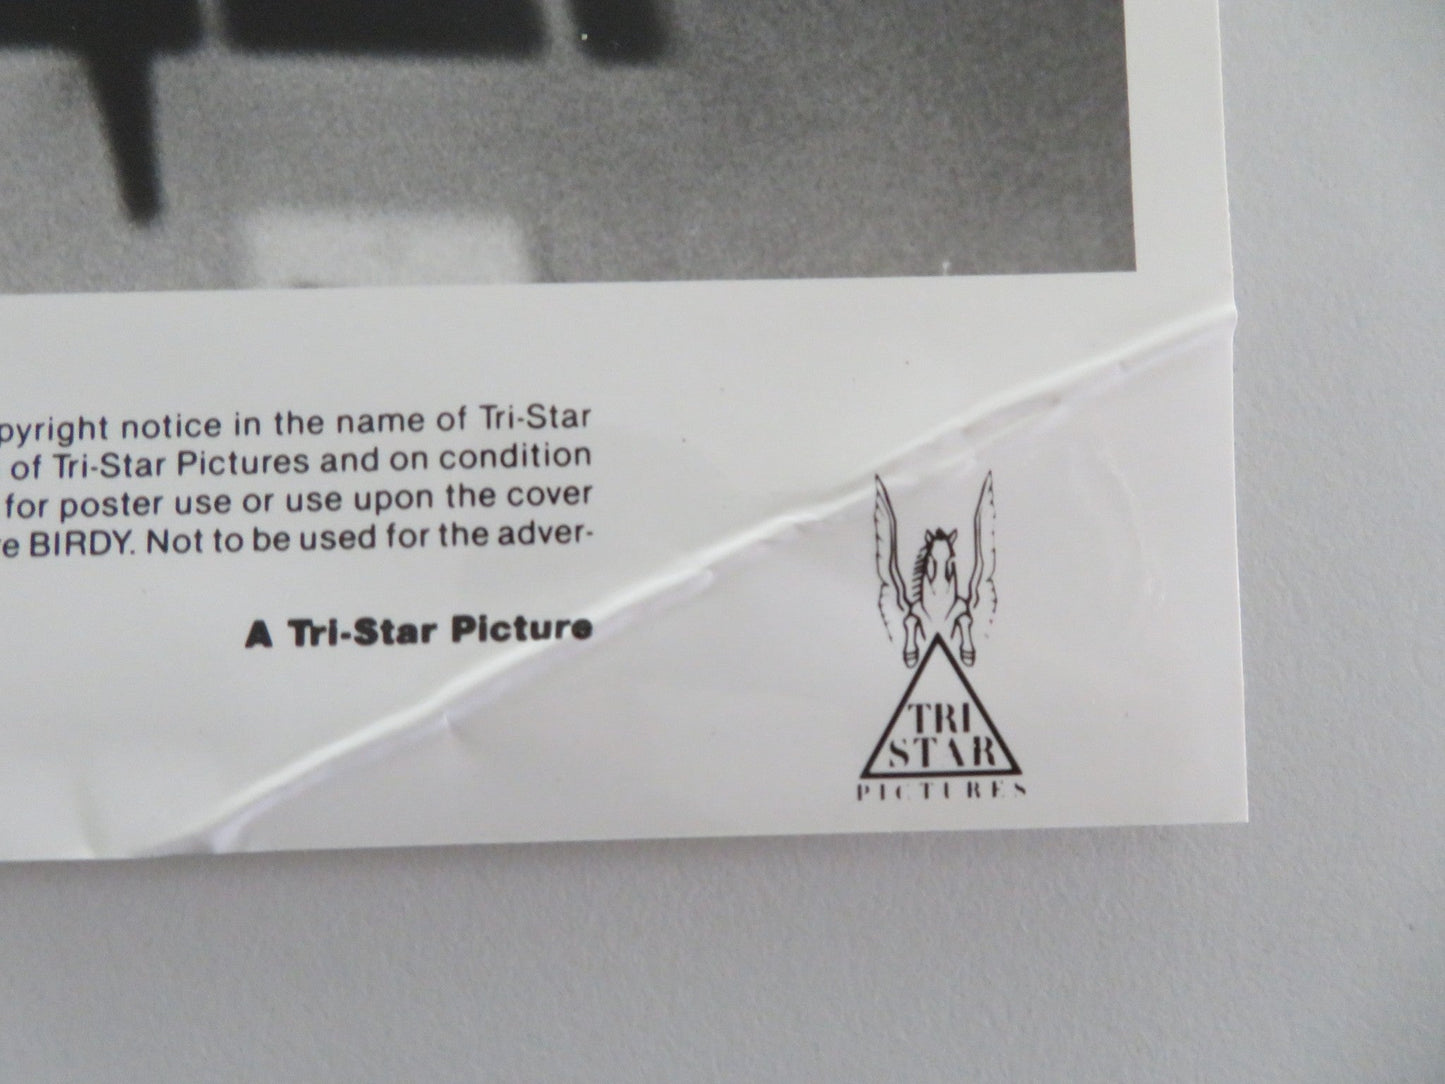 pyright notice in the name of Tri-Star
of Tri-Star Pictures and on condition
for poster use or use upon the cover
e BIRDY. Not to be used for the adver-
A Tri-Star Picture
TRI
STAR
PICTURES